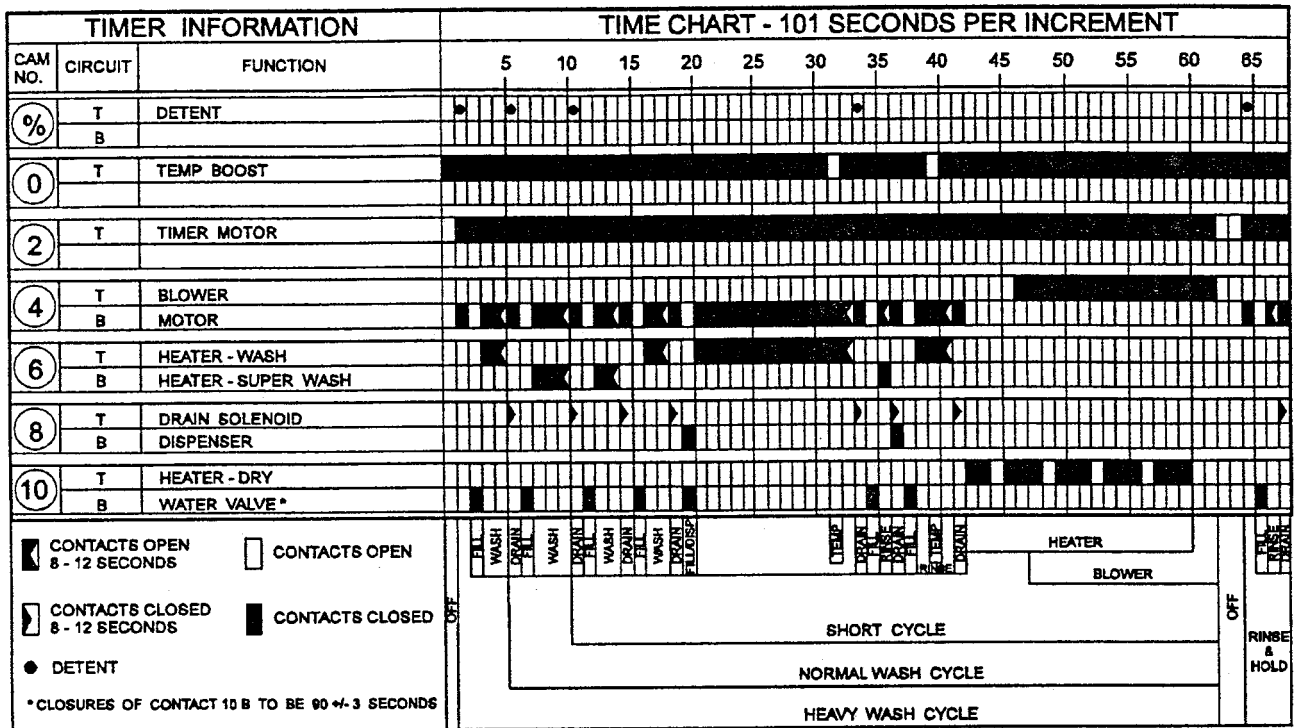 TIMER INFORMATION
TIME CHART - 101 SECONDS PER INCREMENT
CAM NO.
CIRCUIT
FUNCTION
5 10 15 20 25 30 35 40 45 50 55 60 65
% T DETENT
B
0 T TEMP BOOST
2 T TIMER MOTOR
4 T BLOWER
B MOTOR
6 T HEATER - WASH
B HEATER - SUPER WASH
8 T DRAIN SOLENOID
B DISPENSER
10 T HEATER - DRY
B WATER VALVE *
CONTACTS OPEN
8 - 12 SECONDS
CONTACTS OPEN
CONTACTS CLOSED
8 - 12 SECONDS
CONTACTS CLOSED
DETENT
* CLOSURES OF CONTACT 10 B TO BE 90 +/- 3 SECONDS
OFF
FILL
WASH
DRAIN
FILL
WASH
DRAIN
FILL
WASH
DRAIN
FILL
WASH
DRAIN
FILL/DISP
TEMP
DRAIN
FILL
RINSE
DRAIN
FILL
RINSE
TEMP
DRAIN
HEATER
BLOWER
SHORT CYCLE
NORMAL WASH CYCLE
HEAVY WASH CYCLE
OFF
FILL
RINSE
DRAIN
RINSE
&
HOLD